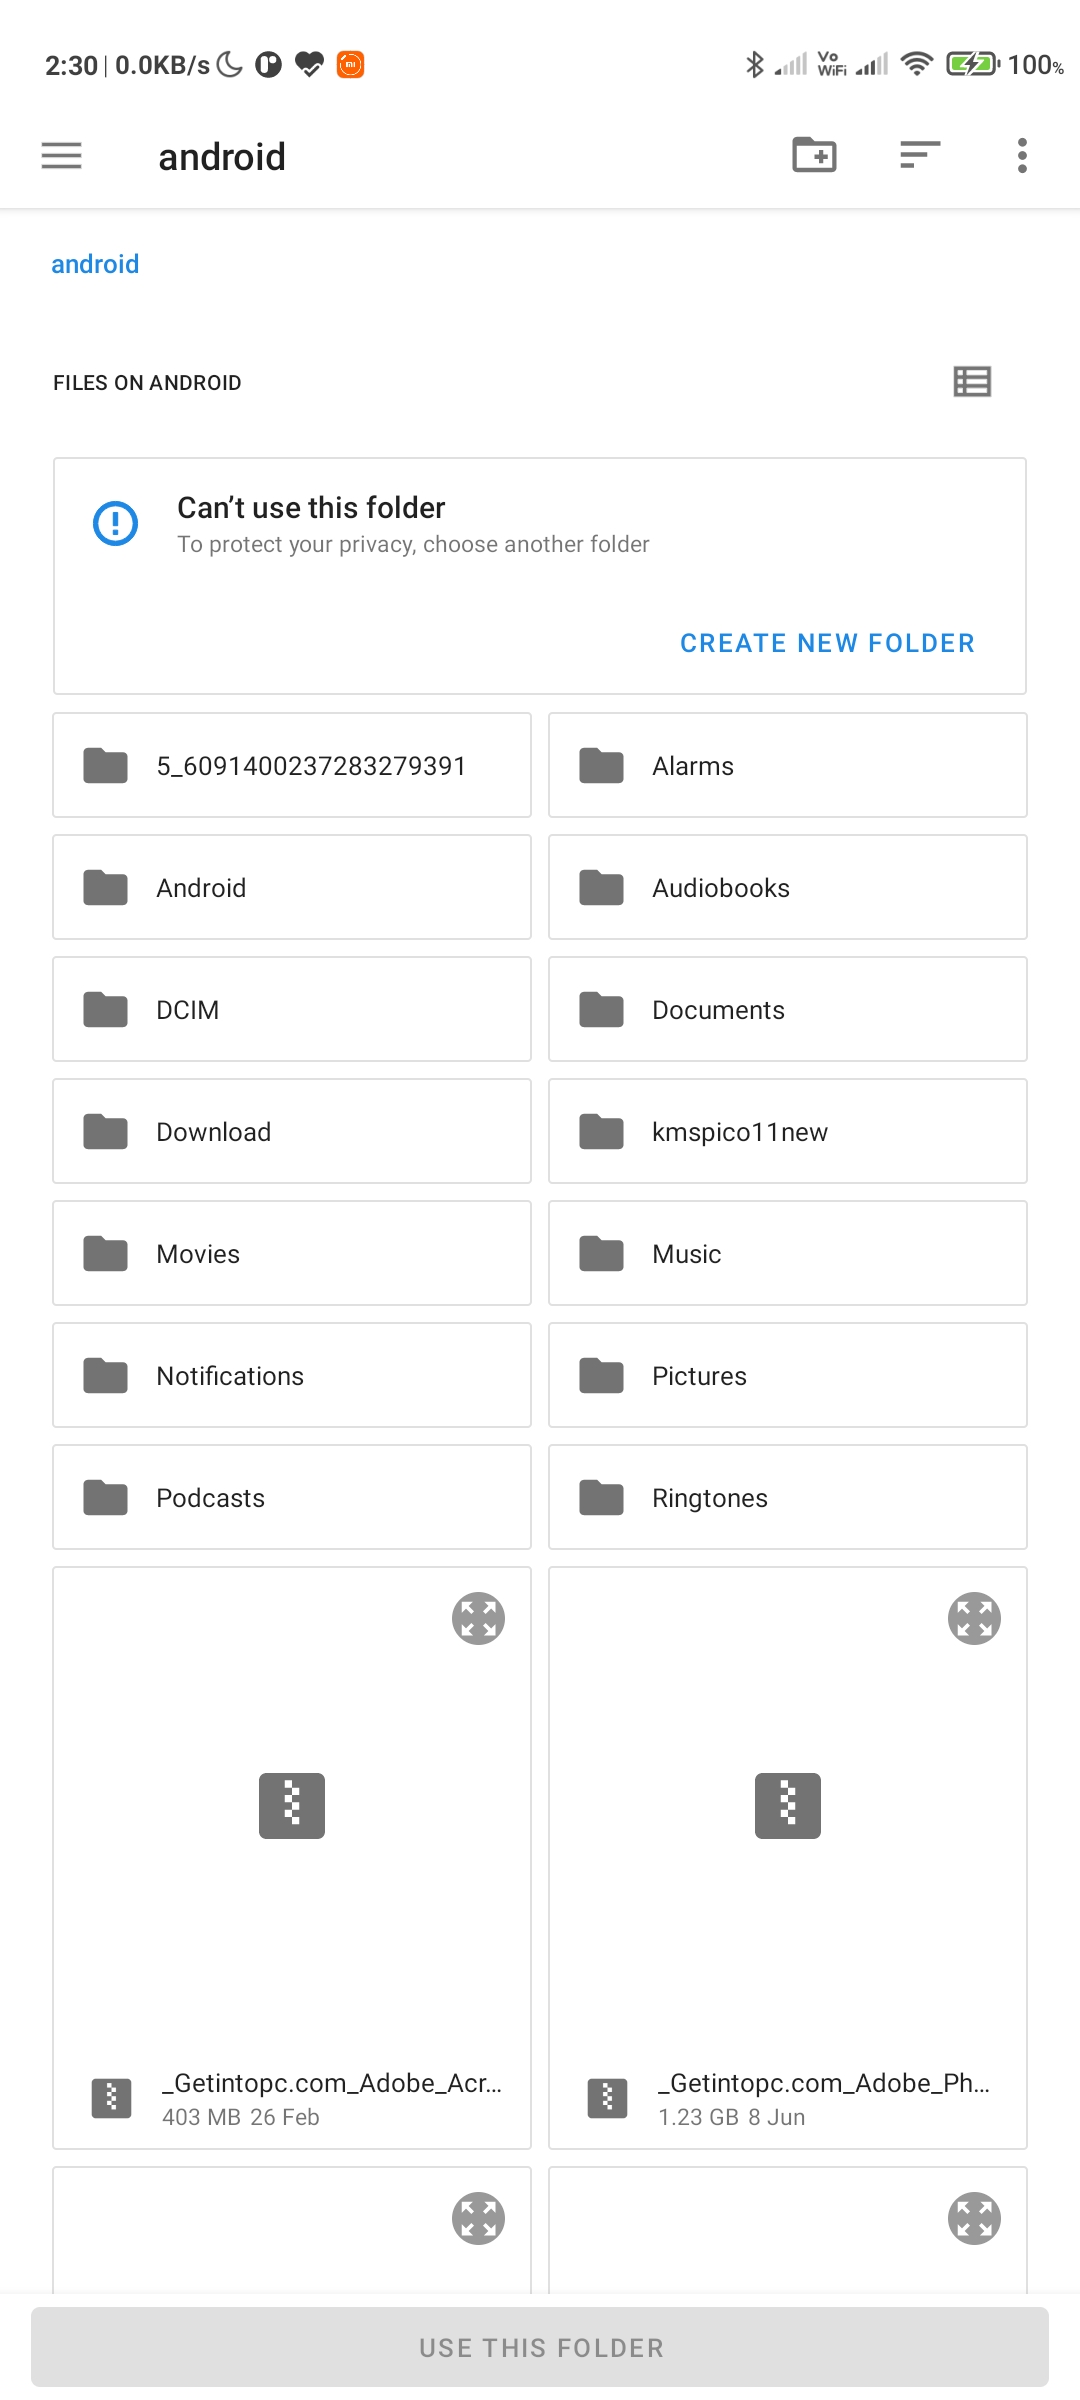 2:30 | 0.0KB/s Vo WiFi 100%
android
android
FILES ON ANDROID
Can’t use this folder
To protect your privacy, choose another folder
CREATE NEW FOLDER
5_6091400237283279391
Alarms
Android
Audiobooks
DCIM
Documents
Download
kmspico11new
Movies
Music
Notifications
Pictures
Podcasts
Ringtones
_Getintopc.com_Adobe_Acr...
403 MB 26 Feb
_Getintopc.com_Adobe_Ph...
1.23 GB 8 Jun
USE THIS FOLDER